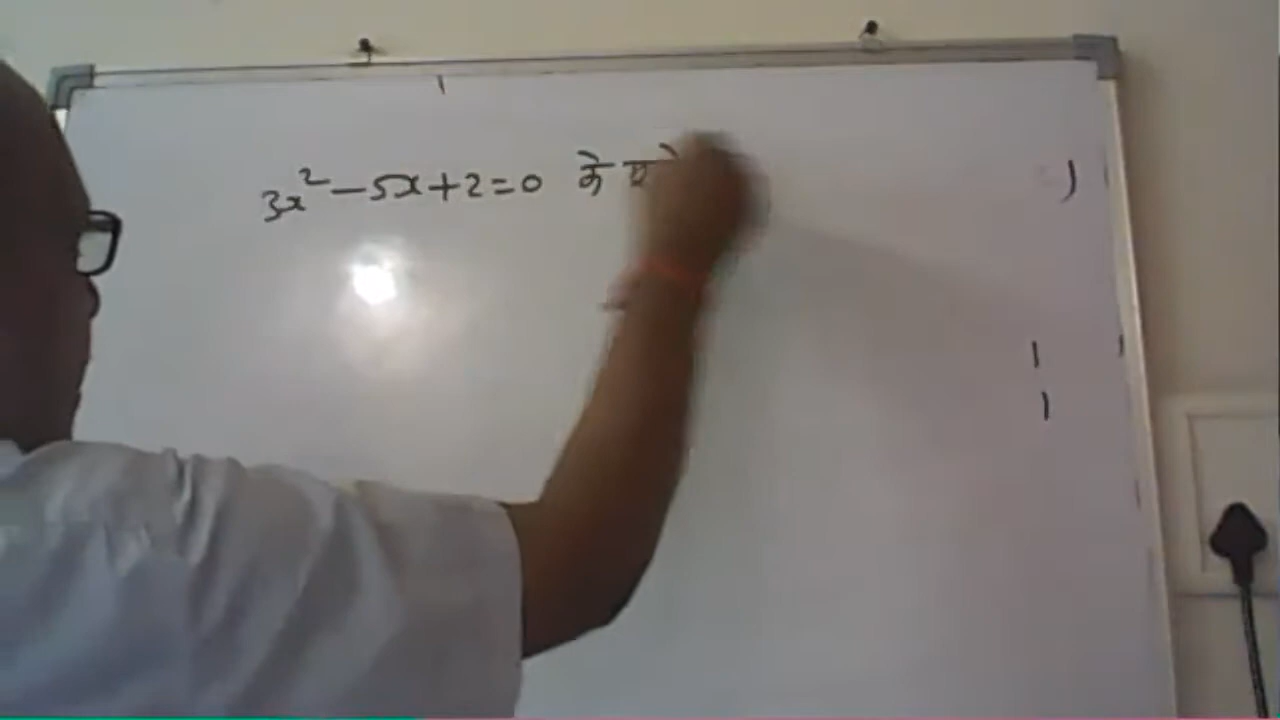 3x² - 5x + 2 = 0 के